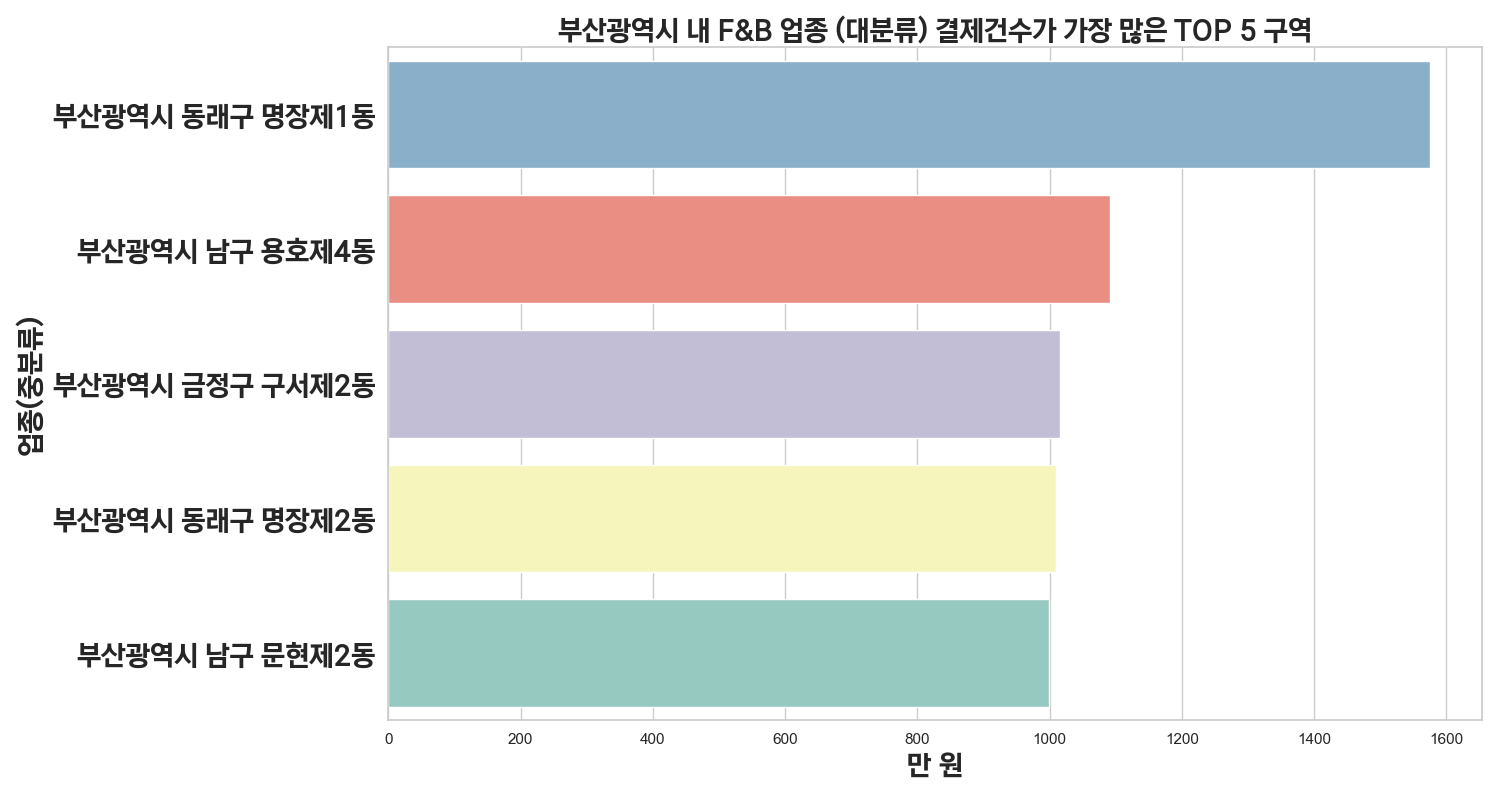 부산광역시 내 F&B 업종 (대분류) 결제건수가 가장 많은 TOP 5 구역
업종(중분류)
부산광역시 동래구 명장제1동
부산광역시 남구 용호제4동
부산광역시 금정구 구서제2동
부산광역시 동래구 명장제2동
부산광역시 남구 문현제2동
0 200 400 600 800 1000 1200 1400 1600
만 원